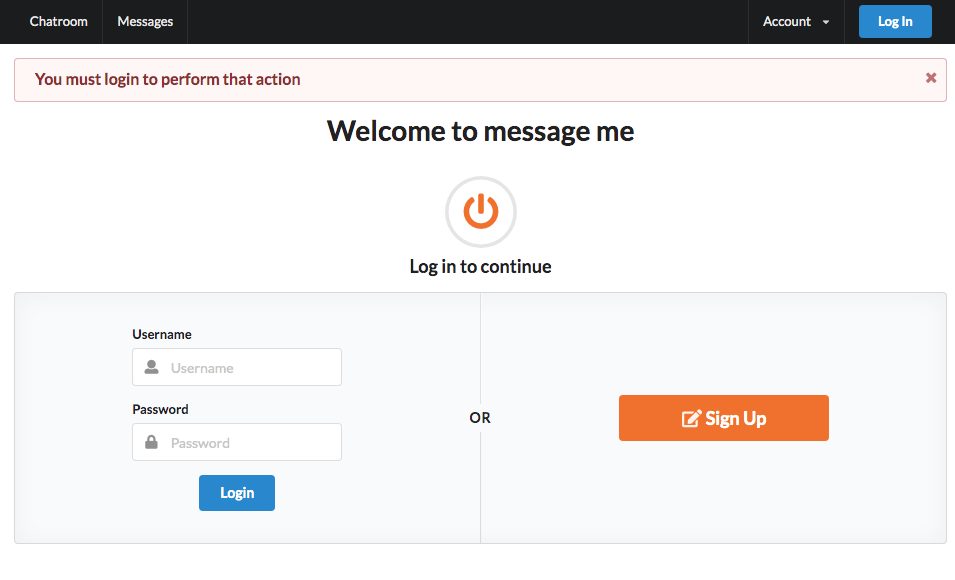 Chatroom Messages Account Log In
You must login to perform that action
Welcome to message me
Log in to continue
Username
Username
Password
Password
Login
OR
Sign Up